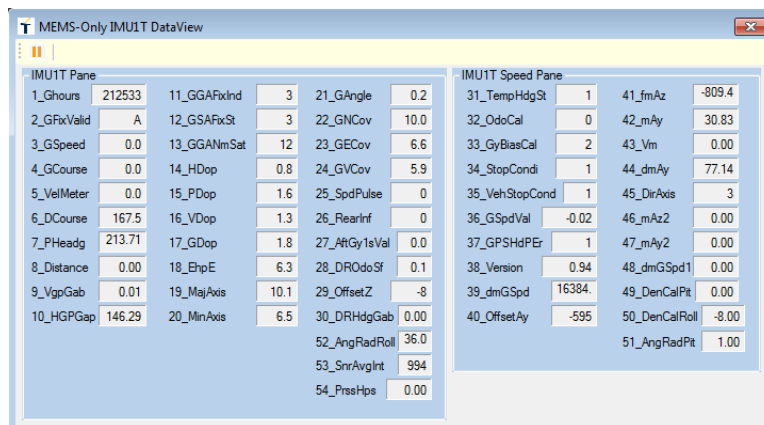 MEMS-Only IMU1T DataView
IMU1T Pane
1_Ghours 212533 11_GGAFixInd 3 21_GAngle 0.2
2_GFixValid A 12_GSAFixSt 3 22_GNCov 10.0
3_GSpeed 0.0 13_GGANmSat 12 23_GECov 6.6
4_GCourse 0.0 14_HDop 0.8 24_GVCov 5.9
5_VelMeter 0.0 15_PDop 1.6 25_SpdPulse 0
6_DCourse 167.5 16_VDop 1.3 26_RearInf 0
7_PHeadg 213.71 17_GDop 1.8 27_AftGy1sVal 0.0
8_Distance 0.00 18_EhpE 6.3 28_DROdoSf 0.1
9_VgpGab 0.01 19_MajAxis 10.1 29_OffsetZ -8
10_HGPGap 146.29 20_MinAxis 6.5 30_DRHdgGab 0.00
52_AngRadRoll 36.0
53_SnrAvgInt 994
54_PrssHps 0.00
IMU1T Speed Pane
31_TempHdgSt 1 41_fmAz -809.4
32_OdoCal 0 42_mAy 30.83
33_GyBiasCal 2 43_Vm 0.00
34_StopCondi 1 44_dmAy 77.14
35_VehStopCond 1 45_DirAxis 3
36_GSpdVal -0.02 46_mAz2 0.00
37_GPSHdPEr 1 47_mAy2 0.00
38_Version 0.94 48_dmGSpd1 0.00
39_dmGSpd 16384. 49_DenCalPit 0.00
40_OffsetAy -595 50_DenCalRoll -8.00
51_AngRadPit 1.00